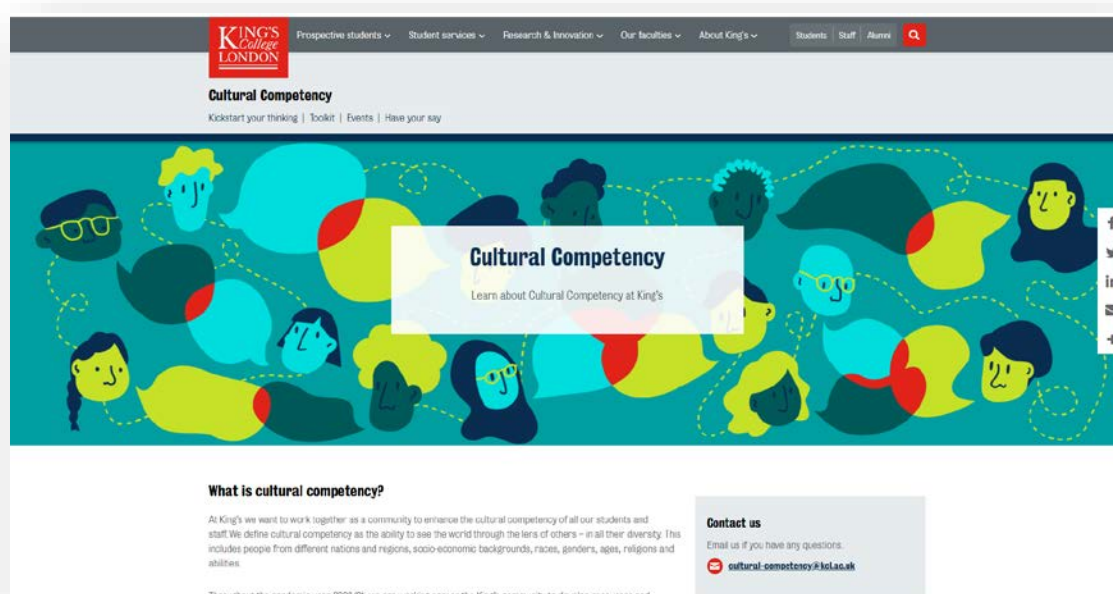 KING'S
College
LONDON
Prospective students
Student services
Research & Innovation
Our faculties
About King's
Students
Staff
Alumni
Cultural Competency
Kickstart your thinking | Toolkit | Events | Have your say
Cultural Competency
Learn about Cultural Competency at King's
What is cultural competency?
At King's we want to work together as a community to enhance the cultural competency of all our students and
staff. We define cultural competency as the ability to see the world through the lens of others – in all their diversity. This
includes people from different nations and regions, socio-economic backgrounds, races, genders, ages, religions and
abilities.
Contact us
Email us if you have any questions.
cultural-competency@kcl.ac.uk